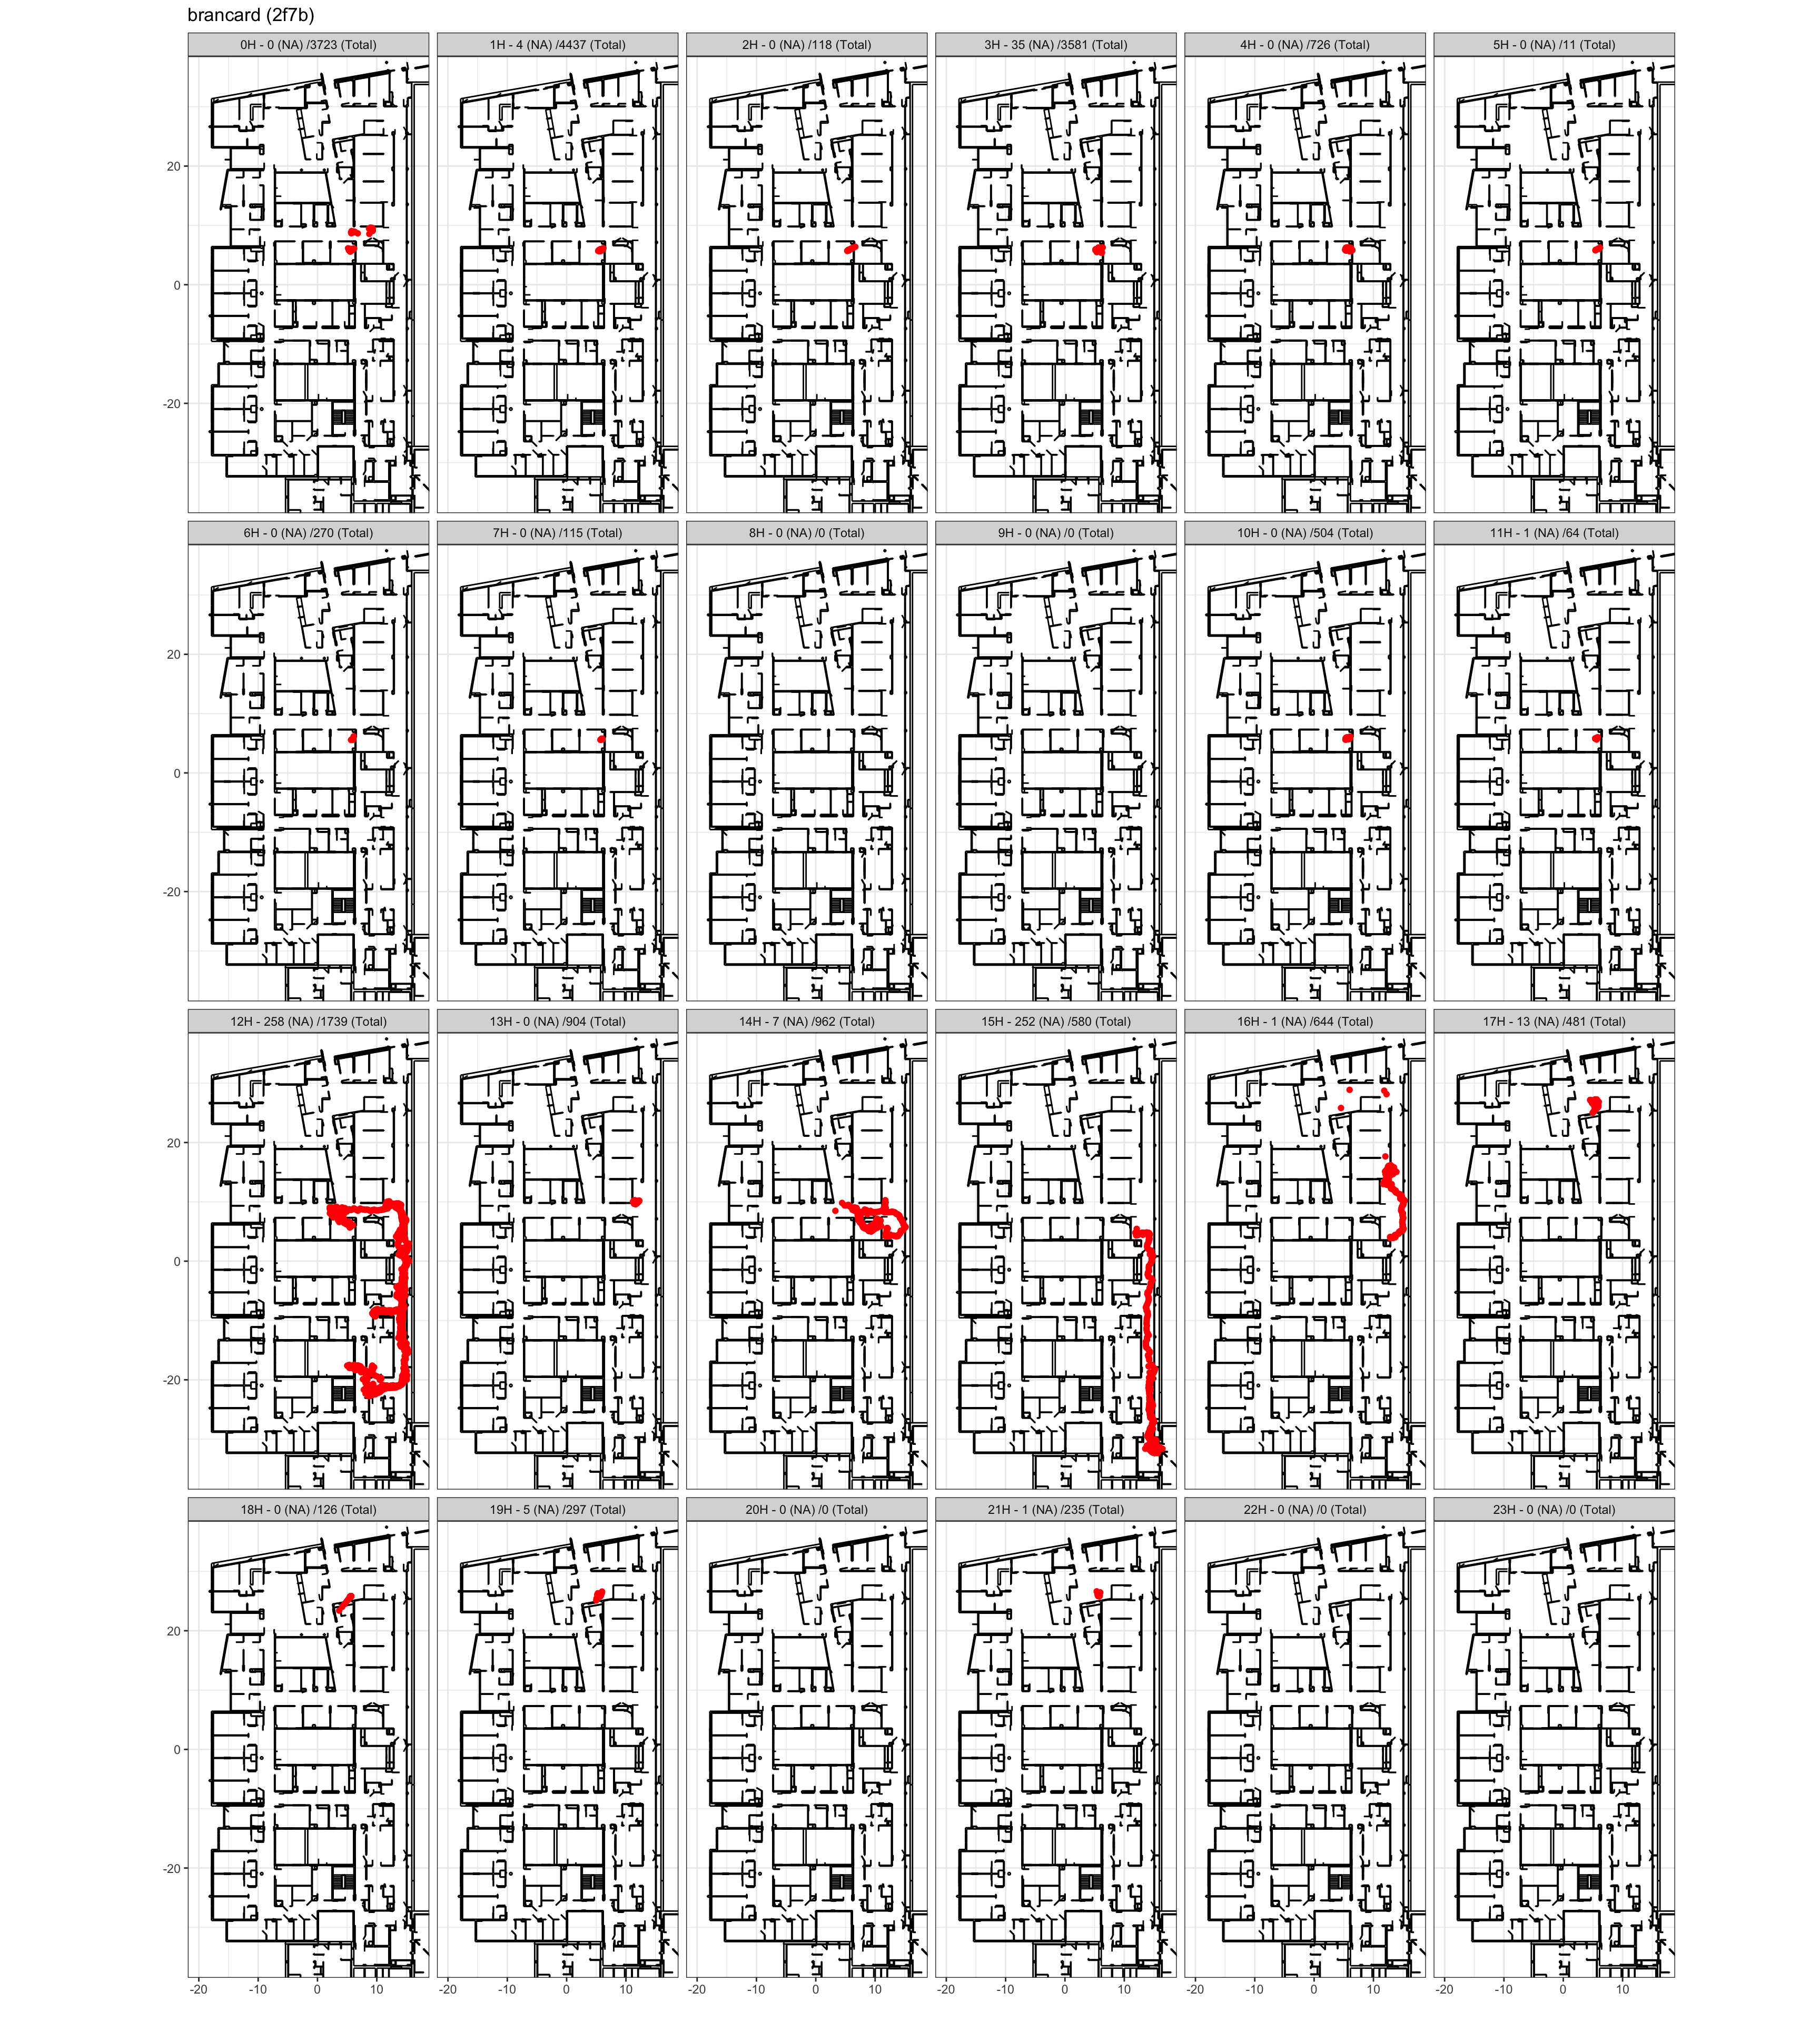 brancard (2f7b)
0H - 0 (NA) /3723 (Total) 1H - 4 (NA) /4437 (Total) 2H - 0 (NA) /118 (Total) 3H - 35 (NA) /3581 (Total) 4H - 0 (NA) /726 (Total) 5H - 0 (NA) /11 (Total)
20
0
-20
6H - 0 (NA) /270 (Total) 7H - 0 (NA) /115 (Total) 8H - 0 (NA) /0 (Total) 9H - 0 (NA) /0 (Total) 10H - 0 (NA) /504 (Total) 11H - 1 (NA) /64 (Total)
20
0
-20
12H - 258 (NA) /1739 (Total) 13H - 0 (NA) /904 (Total) 14H - 7 (NA) /962 (Total) 15H - 252 (NA) /580 (Total) 16H - 1 (NA) /644 (Total) 17H - 13 (NA) /481 (Total)
20
0
-20
18H - 0 (NA) /126 (Total) 19H - 5 (NA) /297 (Total) 20H - 0 (NA) /0 (Total) 21H - 1 (NA) /235 (Total) 22H - 0 (NA) /0 (Total) 23H - 0 (NA) /0 (Total)
20
0
-20
-20 -10 0 10 -20 -10 0 10 -20 -10 0 10 -20 -10 0 10 -20 -10 0 10 -20 -10 0 10